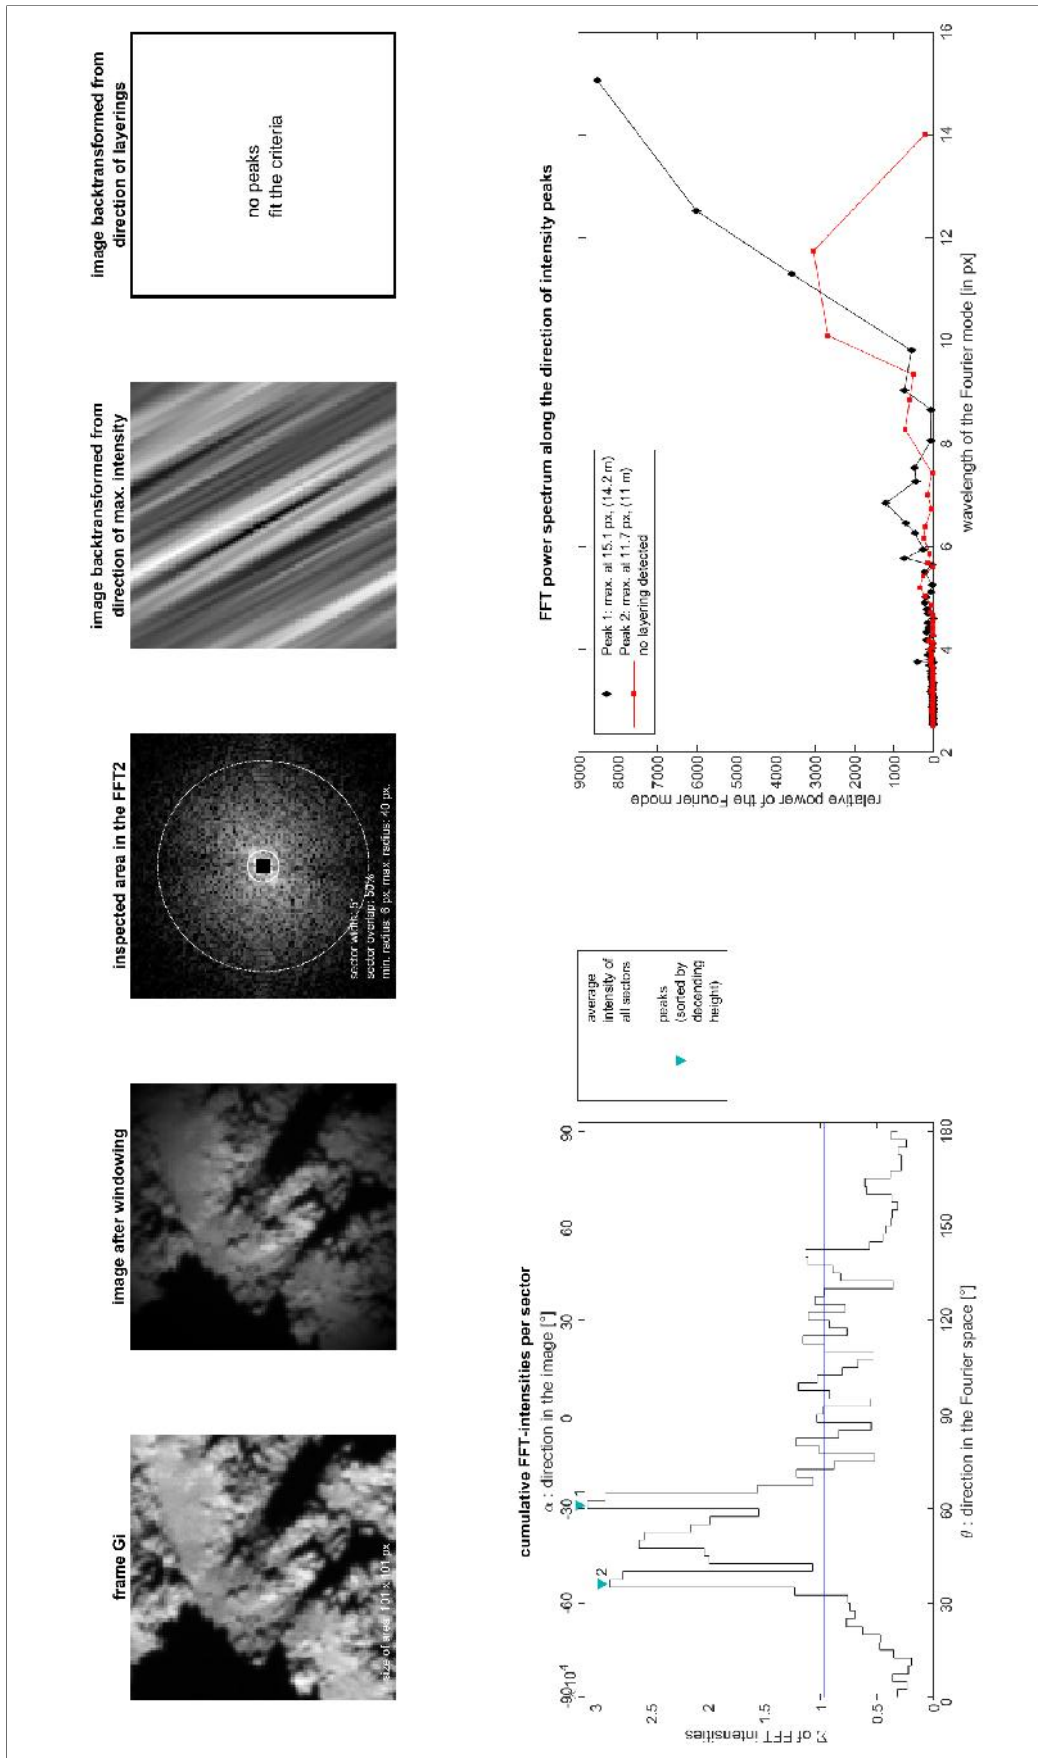 frame Gi
size of area: 101 x 101 px
image after windowing
inspected area in the FFT2
sector width: 5°
sector overlap: 50%
min. radius: 6 px, max. radius: 40 px.
image backtransformed from
direction of max. intensity
image backtransformed from
direction of layerings
no peaks
fit the criteria
cumulative FFT-intensities per sector
α : direction in the image [°]
-90 -60 -30 0 30 60 90
10⁴
3
2.5
2
1.5
1
0.5
0
Σ of FFT intensities
2
1
0 30 60 90 120 150 180
θ : direction in the Fourier space [°]
average
intensity of
all sectors
peaks
(sorted by
decending
height)
FFT power spectrum along the direction of intensity peaks
9000
8000
7000
6000
5000
4000
3000
2000
1000
0
relative power of the Fourier mode
Peak 1: max. at 15.1 px, (14.2 m)
Peak 2: max. at 11.7 px, (11 m)
no layering detected
2 4 6 8 10 12 14 16
wavelength of the Fourier mode [in px]